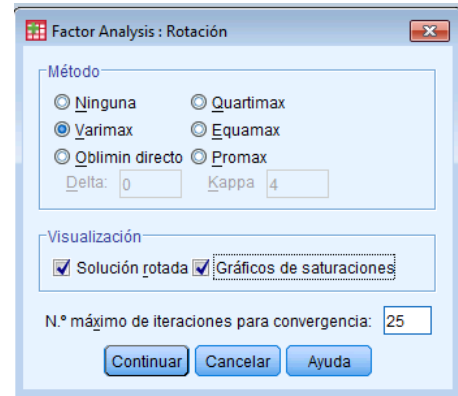 Factor Analysis : Rotación
Método
Ninguna Quartimax
Varimax Equamax
Oblimin directo Promax
Delta: 0 Kappa 4
Visualización
Solución rotada Gráficos de saturaciones
N.º máximo de iteraciones para convergencia: 25
Continuar Cancelar Ayuda